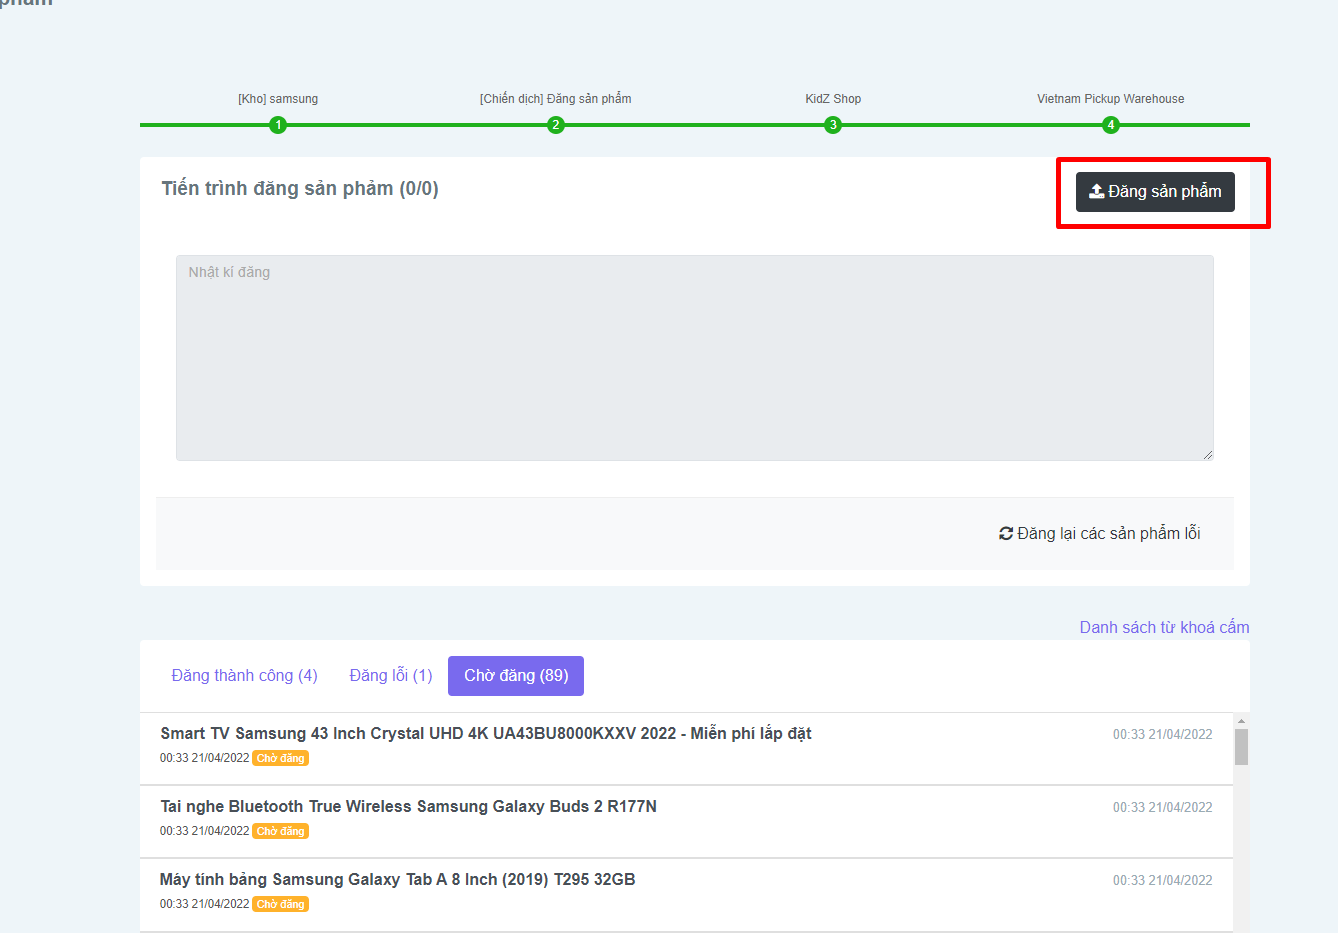 phẩm
[Kho] samsung
[Chiến dịch] Đăng sản phẩm
KidZ Shop
Vietnam Pickup Warehouse
1
2
3
4
Tiến trình đăng sản phảm (0/0)
Đăng sản phẩm
Nhật kí đăng
Đăng lại các sản phẩm lỗi
Danh sách từ khoá cấm
Đăng thành công (4)
Đăng lỗi (1)
Chờ đăng (89)
Smart TV Samsung 43 Inch Crystal UHD 4K UA43BU8000KXXV 2022 - Miễn phí lắp đặt
00:33 21/04/2022
00:33 21/04/2022 Chờ đăng
Tai nghe Bluetooth True Wireless Samsung Galaxy Buds 2 R177N
00:33 21/04/2022
00:33 21/04/2022 Chờ đăng
Máy tính bảng Samsung Galaxy Tab A 8 Inch (2019) T295 32GB
00:33 21/04/2022
00:33 21/04/2022 Chờ đăng